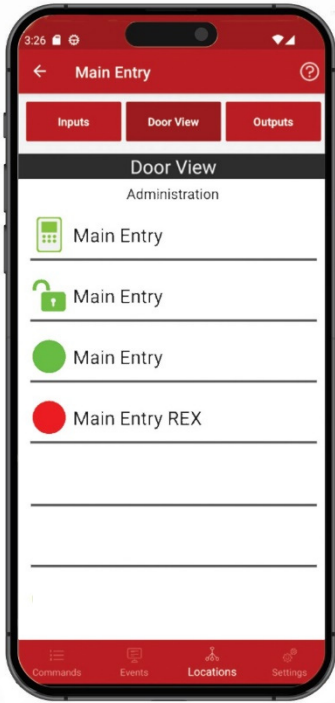 3:26
Main Entry
Inputs Door View Outputs
Door View
Administration
Main Entry
Main Entry
Main Entry
Main Entry REX
Commands Events Locations Settings